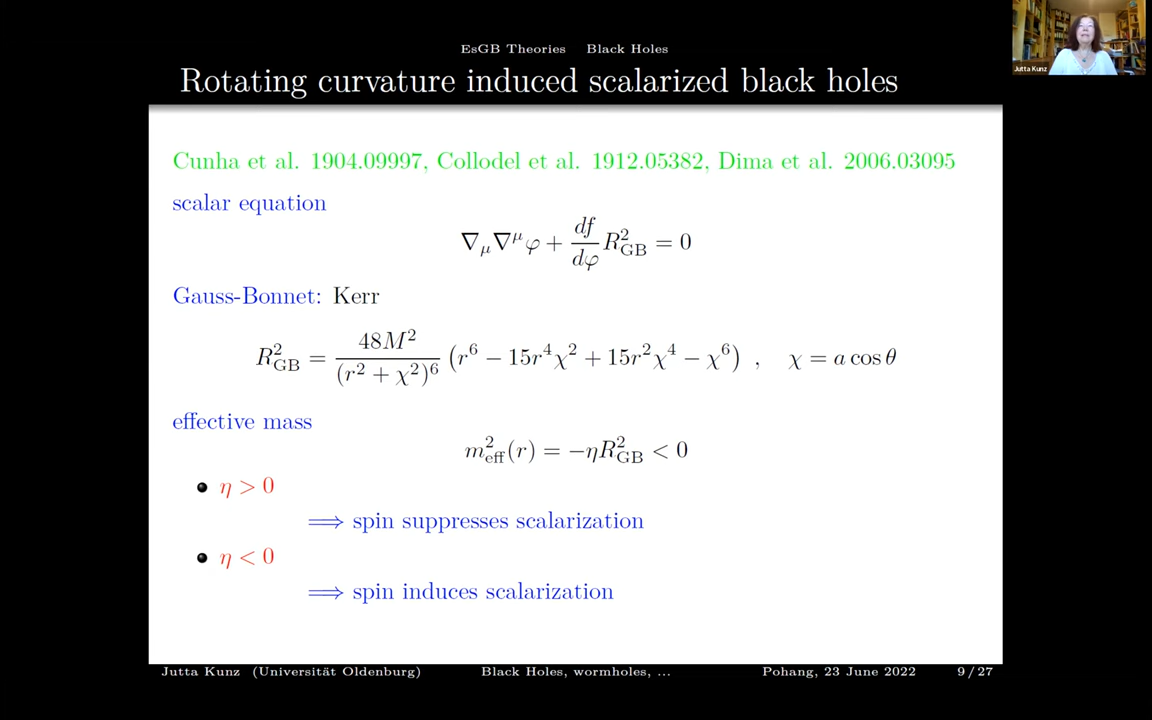 Jutta Kunz
EsGB Theories Black Holes
Rotating curvature induced scalarized black holes
Cunha et al. 1904.09997, Collodel et al. 1912.05382, Dima et al. 2006.03095
scalar equation
∇_μ∇^μ φ + df/dφ R²_GB = 0
Gauss-Bonnet: Kerr
R²_GB = 48M²/(r² + χ²)⁶ (r⁶ − 15r⁴χ² + 15r²χ⁴ − χ⁶) , χ = a cos θ
effective mass
m²_eff(r) = −ηR²_GB < 0
• η > 0
⟹ spin suppresses scalarization
• η < 0
⟹ spin induces scalarization
Jutta Kunz (Universität Oldenburg) Black Holes, wormholes, ... Pohang, 23 June 2022 9 / 27